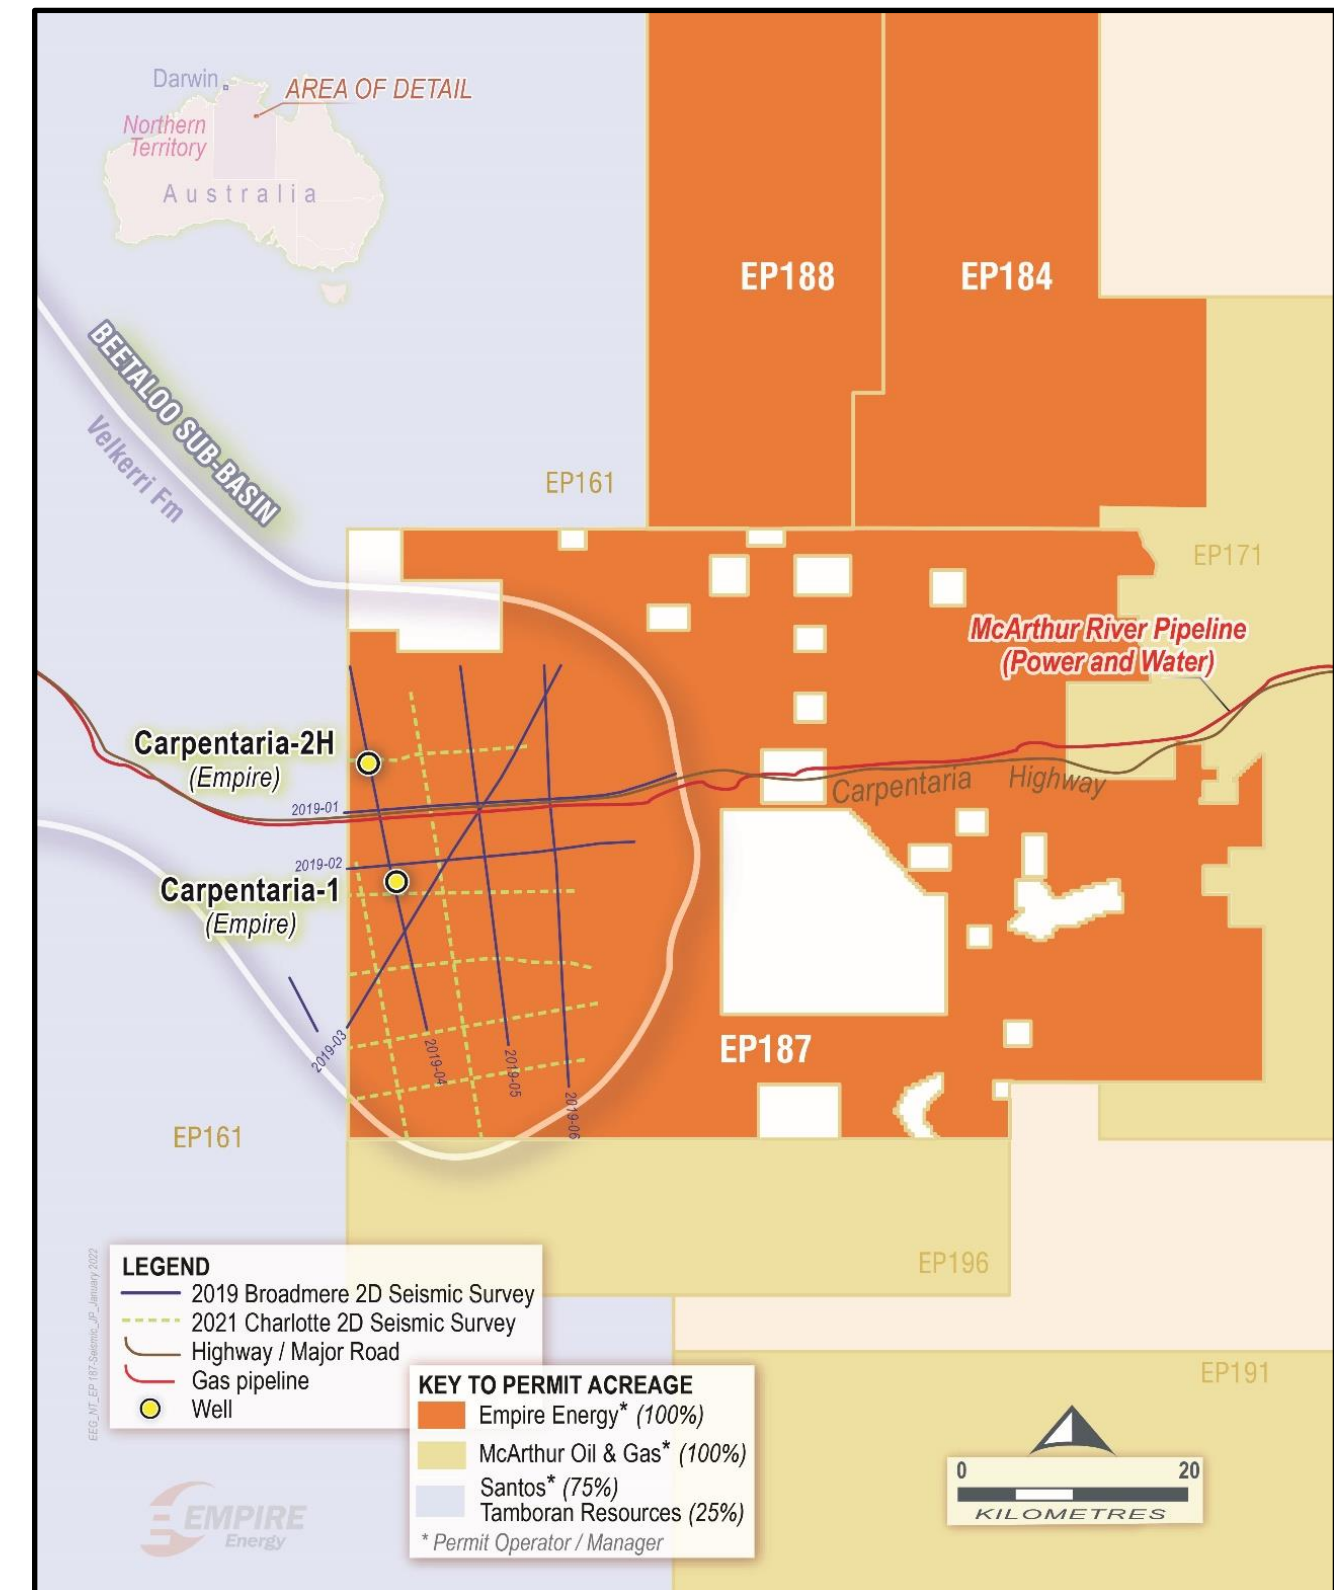 Darwin
AREA OF DETAIL
Northern
Territory
Australia
EP188
EP184
BEETALOO SUB-BASIN
Velkerri Fm
EP161
EP171
McArthur River Pipeline
(Power and Water)
Carpentaria-2H
(Empire)
Carpentaria Highway
2019-01
2019-02
Carpentaria-1
(Empire)
2019-03
2019-04
2019-05
2019-06
EP187
EP161
EP196
EP191
LEGEND
2019 Broadmere 2D Seismic Survey
2021 Charlotte 2D Seismic Survey
Highway / Major Road
Gas pipeline
Well
EEG_NT_EP 187-Seismic_JP_January 2022
KEY TO PERMIT ACREAGE
Empire Energy* (100%)
McArthur Oil & Gas* (100%)
Santos* (75%)
Tamboran Resources (25%)
* Permit Operator / Manager
0 20
KILOMETRES
EMPIRE
Energy